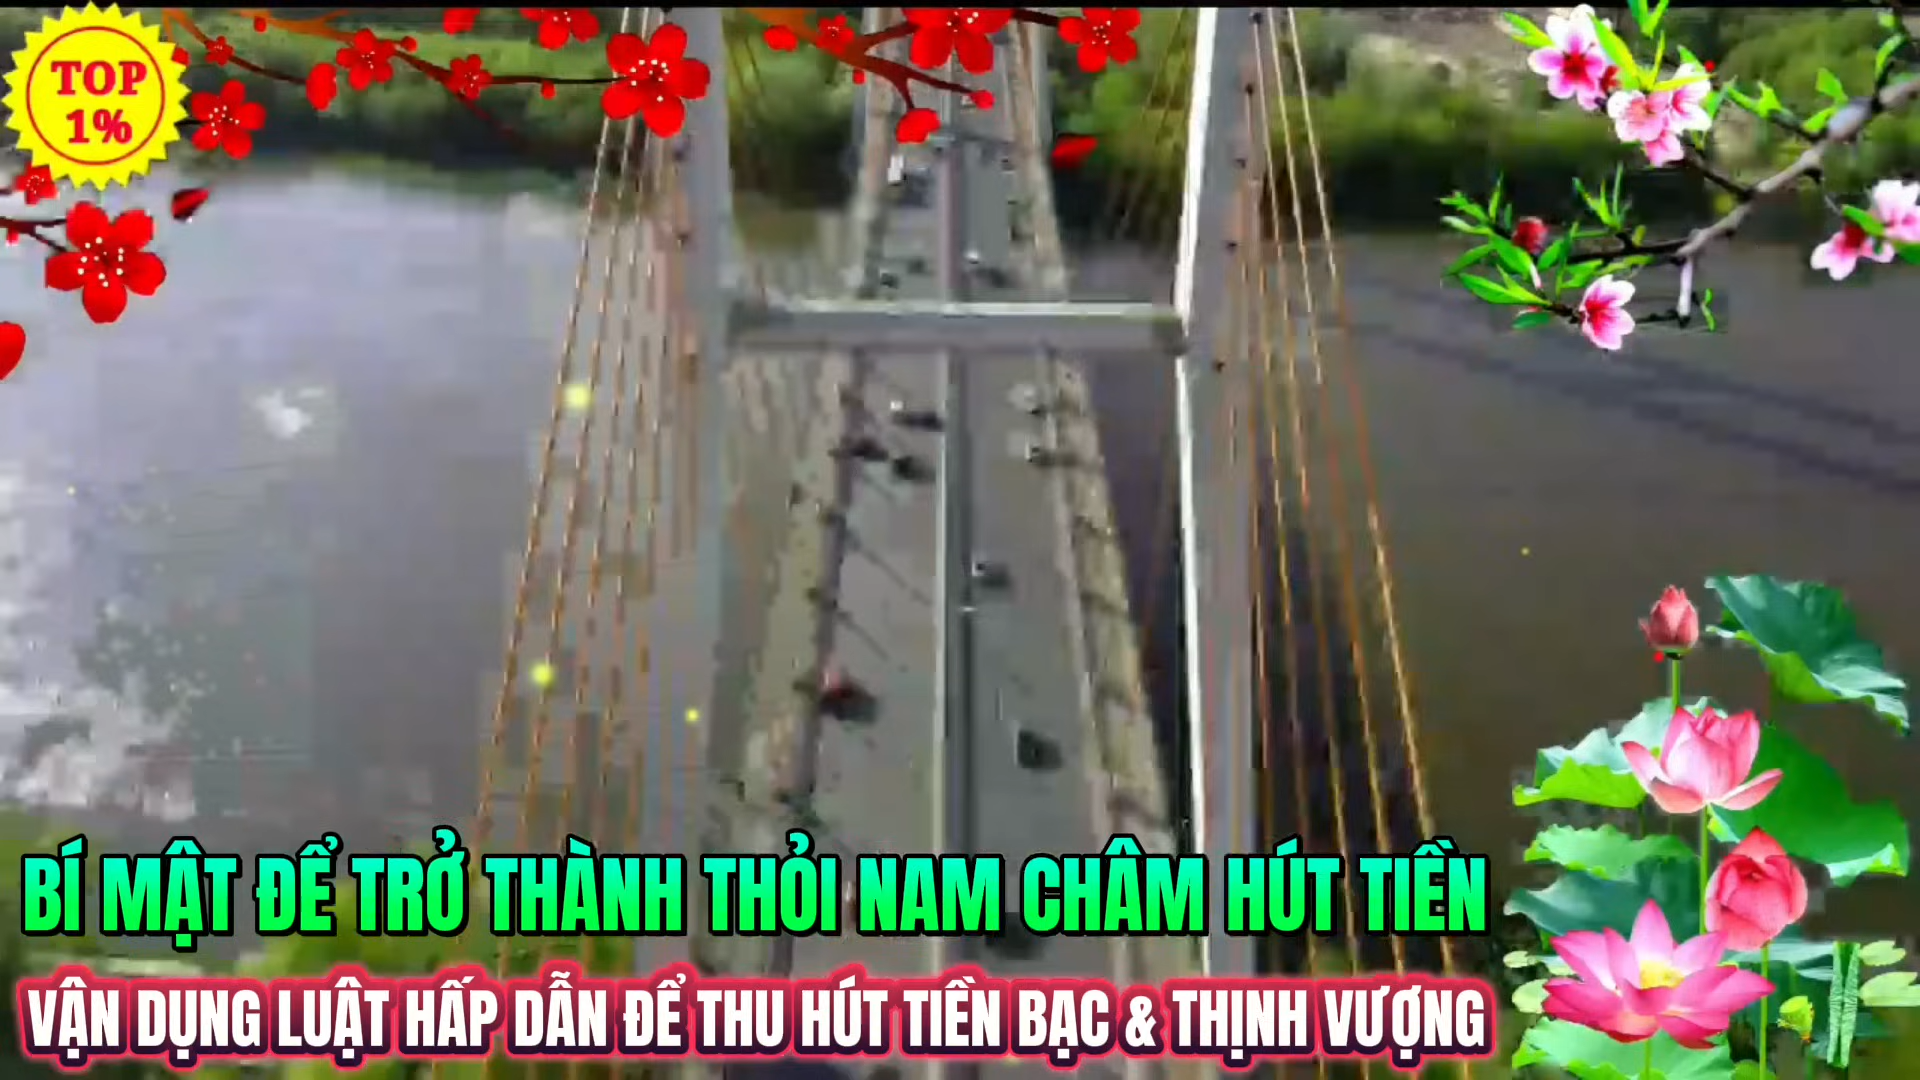 TOP
1%
BÍ MẬT ĐỂ TRỞ THÀNH THỎI NAM CHÂM HÚT TIỀN
VẬN DỤNG LUẬT HẤP DẪN ĐỂ THU HÚT TIỀN BẠC & THỊNH VƯỢNG